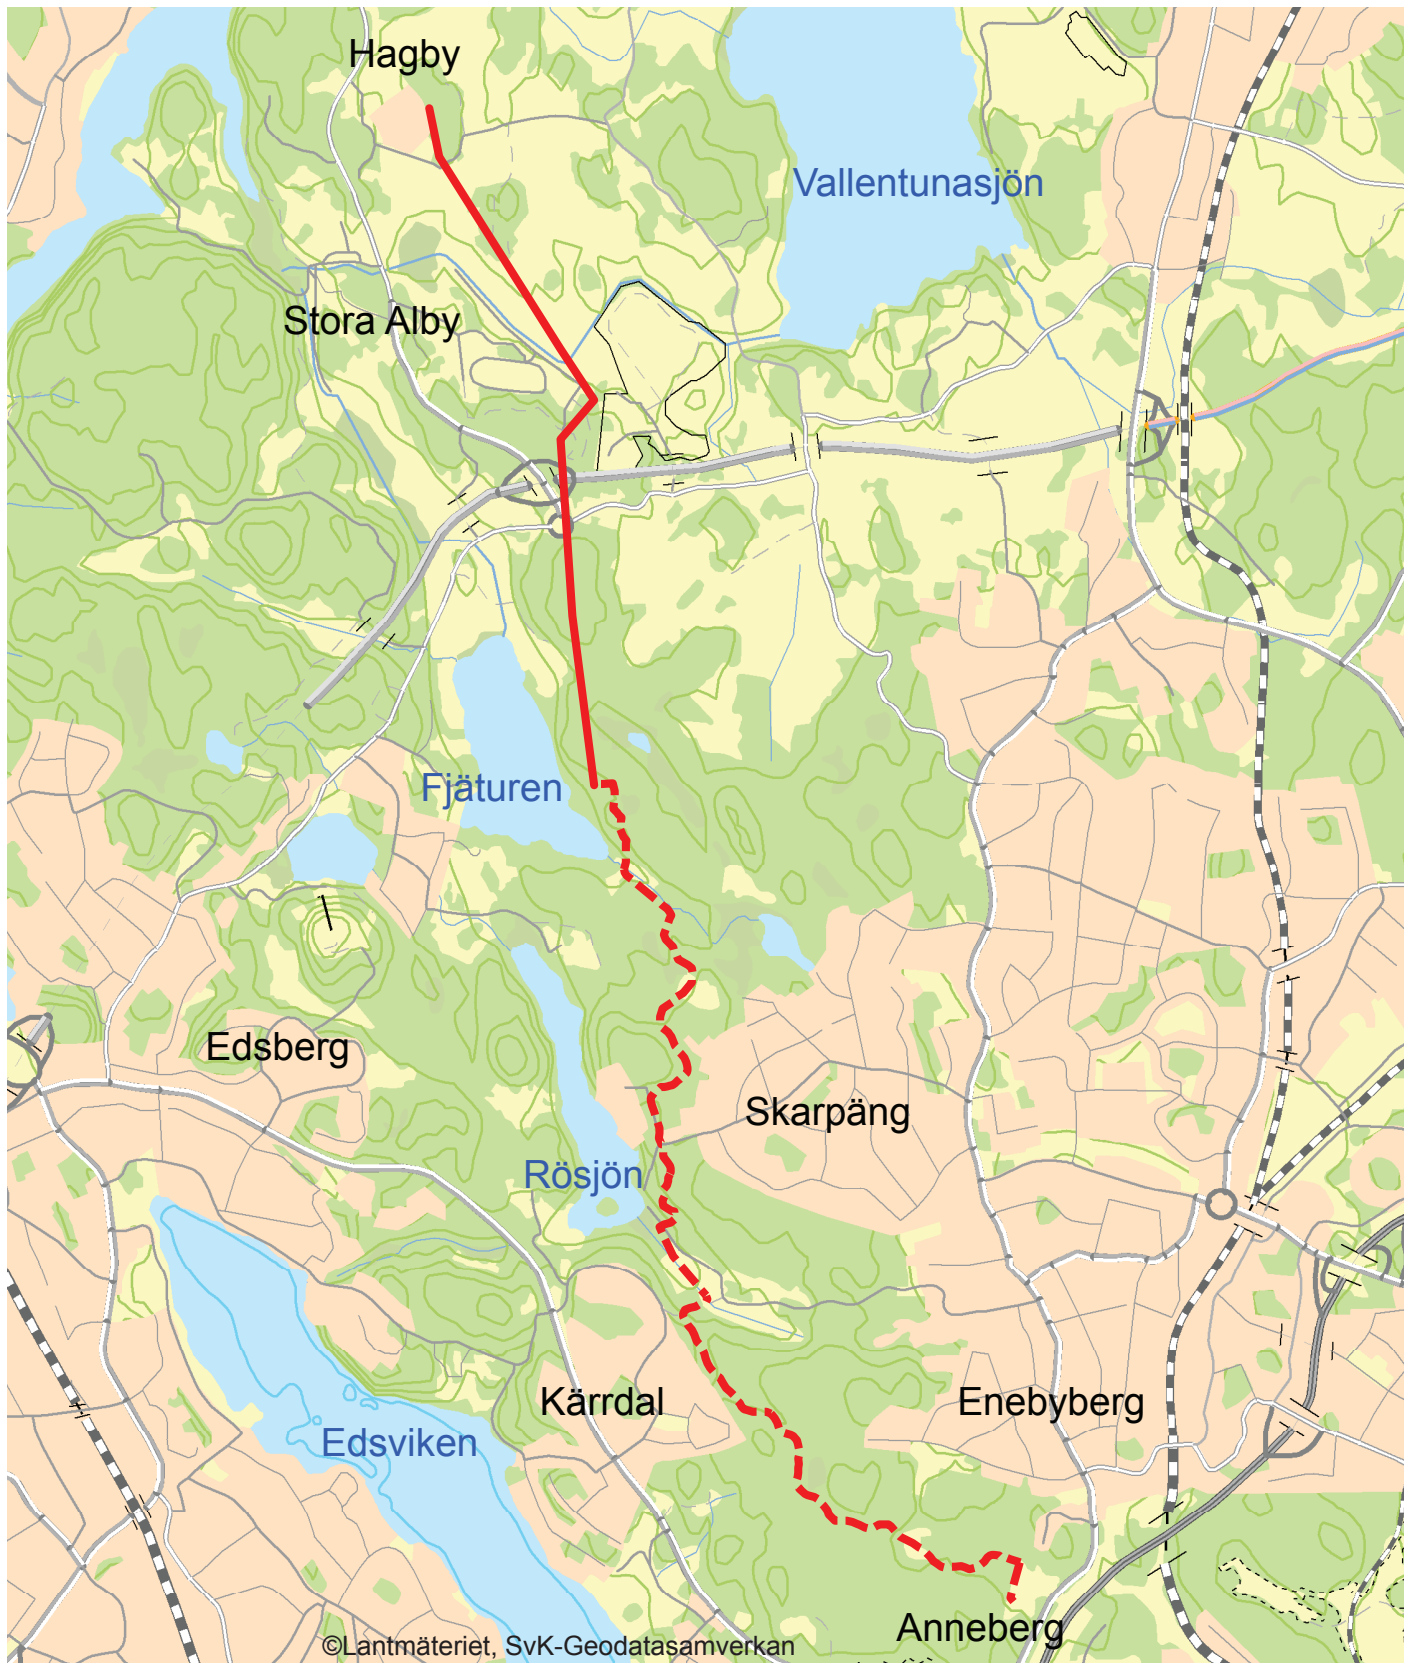 Hagby
Vallentunasjön
Stora Alby
Fjäturen
Edsberg
Skarpäng
Rösjön
Kärrdal
Enebyberg
Edsviken
Anneberg
©Lantmäteriet, SvK-Geodatasamverkan